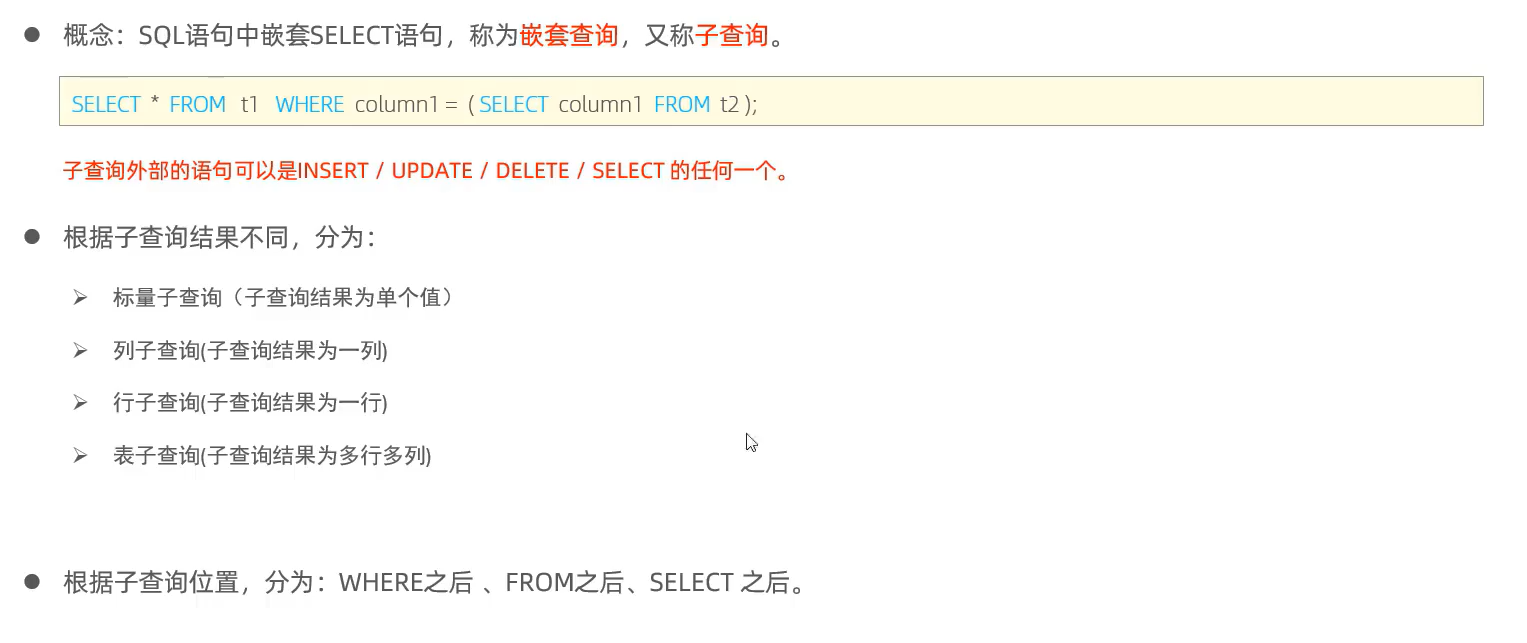 概念：SQL语句中嵌套SELECT语句，称为嵌套查询，又称子查询。
SELECT * FROM t1 WHERE column1 = ( SELECT column1 FROM t2 );
子查询外部的语句可以是INSERT / UPDATE / DELETE / SELECT 的任何一个。
根据子查询结果不同，分为：
标量子查询（子查询结果为单个值）
列子查询(子查询结果为一列)
行子查询(子查询结果为一行)
表子查询(子查询结果为多行多列)
根据子查询位置，分为：WHERE之后 、FROM之后、SELECT 之后。